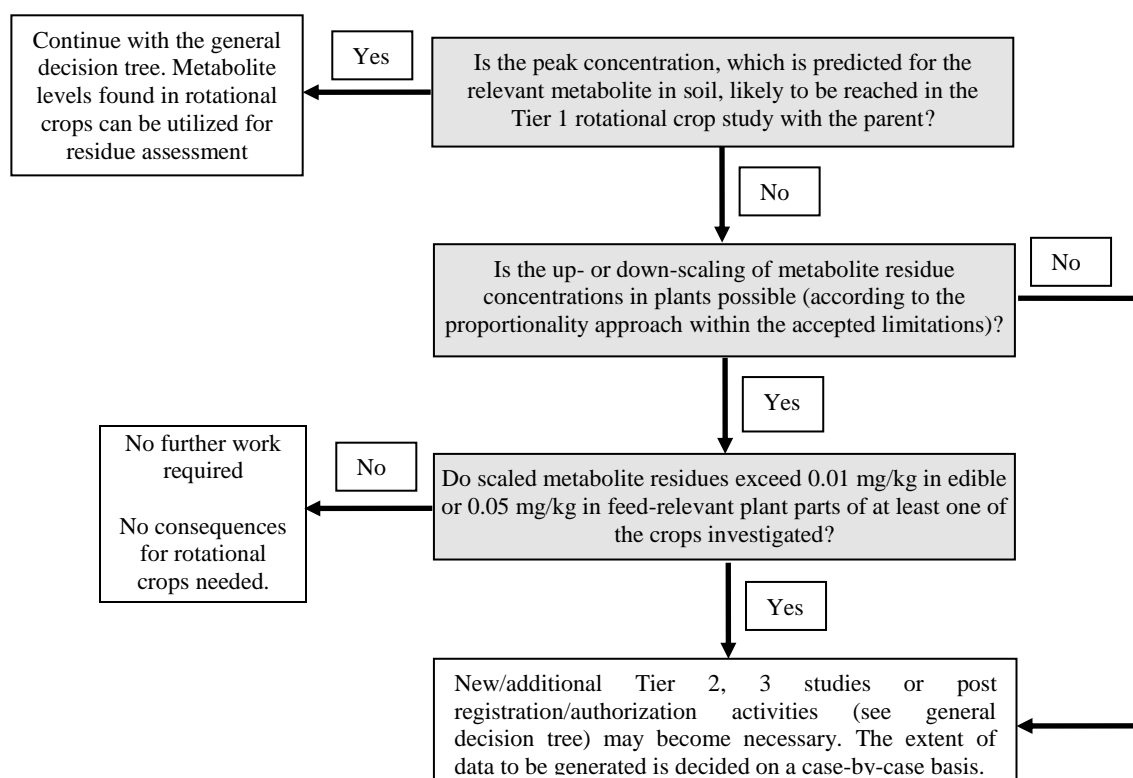 Continue with the general
decision tree. Metabolite
levels found in rotational
crops can be utilized for
residue assessment
Yes
Is the peak concentration, which is predicted for the
relevant metabolite in soil, likely to be reached in the
Tier 1 rotational crop study with the parent?
No
Is the up- or down-scaling of metabolite residue
concentrations in plants possible (according to the
proportionality approach within the accepted limitations)?
No
Yes
No further work
required
No consequences
for rotational
crops needed.
No
Do scaled metabolite residues exceed 0.01 mg/kg in edible
or 0.05 mg/kg in feed-relevant plant parts of at least one of
the crops investigated?
Yes
New/additional Tier 2, 3 studies or post
registration/authorization activities (see general
decision tree) may become necessary. The extent of
data to be generated is decided on a case-by-case basis.